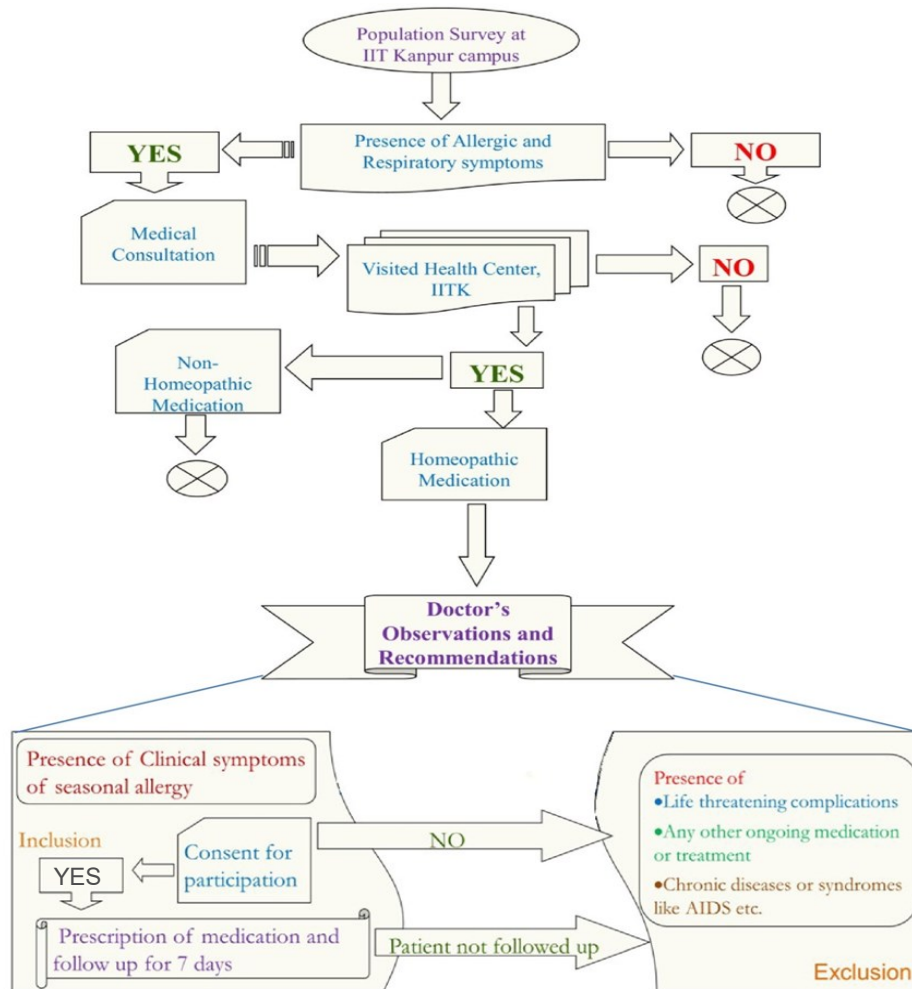 Population Survey at
IIT Kanpur campus
YES
Presence of Allergic and
Respiratory symptoms
NO
Medical
Consultation
Visited Health Center,
IITK
NO
Non-
Homeopathic
Medication
YES
Homeopathic
Medication
Doctor's
Observations and
Recommendations
Presence of Clinical symptoms
of seasonal allergy
Inclusion
YES
Consent for
participation
NO
Prescription of medication and
follow up for 7 days
Patient not followed up
Presence of
•Life threatening complications
•Any other ongoing medication
or treatment
•Chronic diseases or syndromes
like AIDS etc.
Exclusion